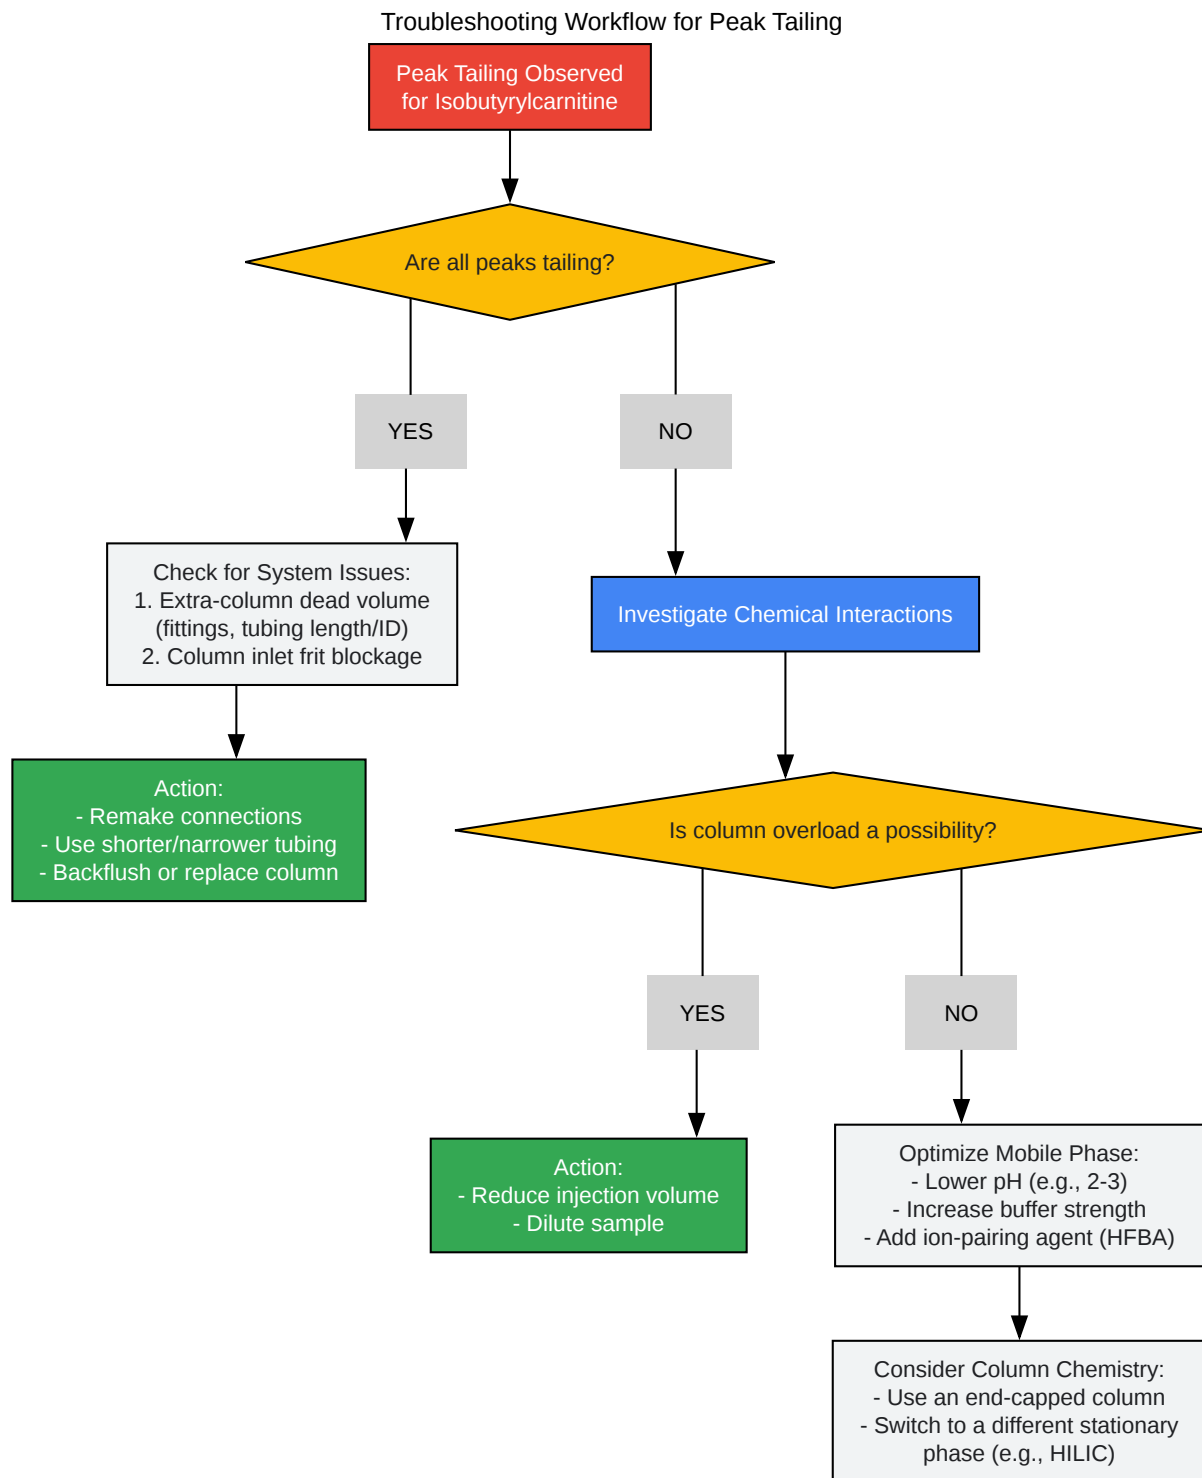 Troubleshooting Workflow for Peak Tailing
Peak Tailing Observed
for Isobutyrylcarnitine
Are all peaks tailing?
YES
NO
Check for System Issues:
1. Extra-column dead volume
(fittings, tubing length/ID)
2. Column inlet frit blockage
Investigate Chemical Interactions
Action:
- Remake connections
- Use shorter/narrower tubing
- Backflush or replace column
Is column overload a possibility?
YES
NO
Action:
- Reduce injection volume
- Dilute sample
Optimize Mobile Phase:
- Lower pH (e.g., 2-3)
- Increase buffer strength
- Add ion-pairing agent (HFBA)
Consider Column Chemistry:
- Use an end-capped column
- Switch to a different stationary
phase (e.g., HILIC)